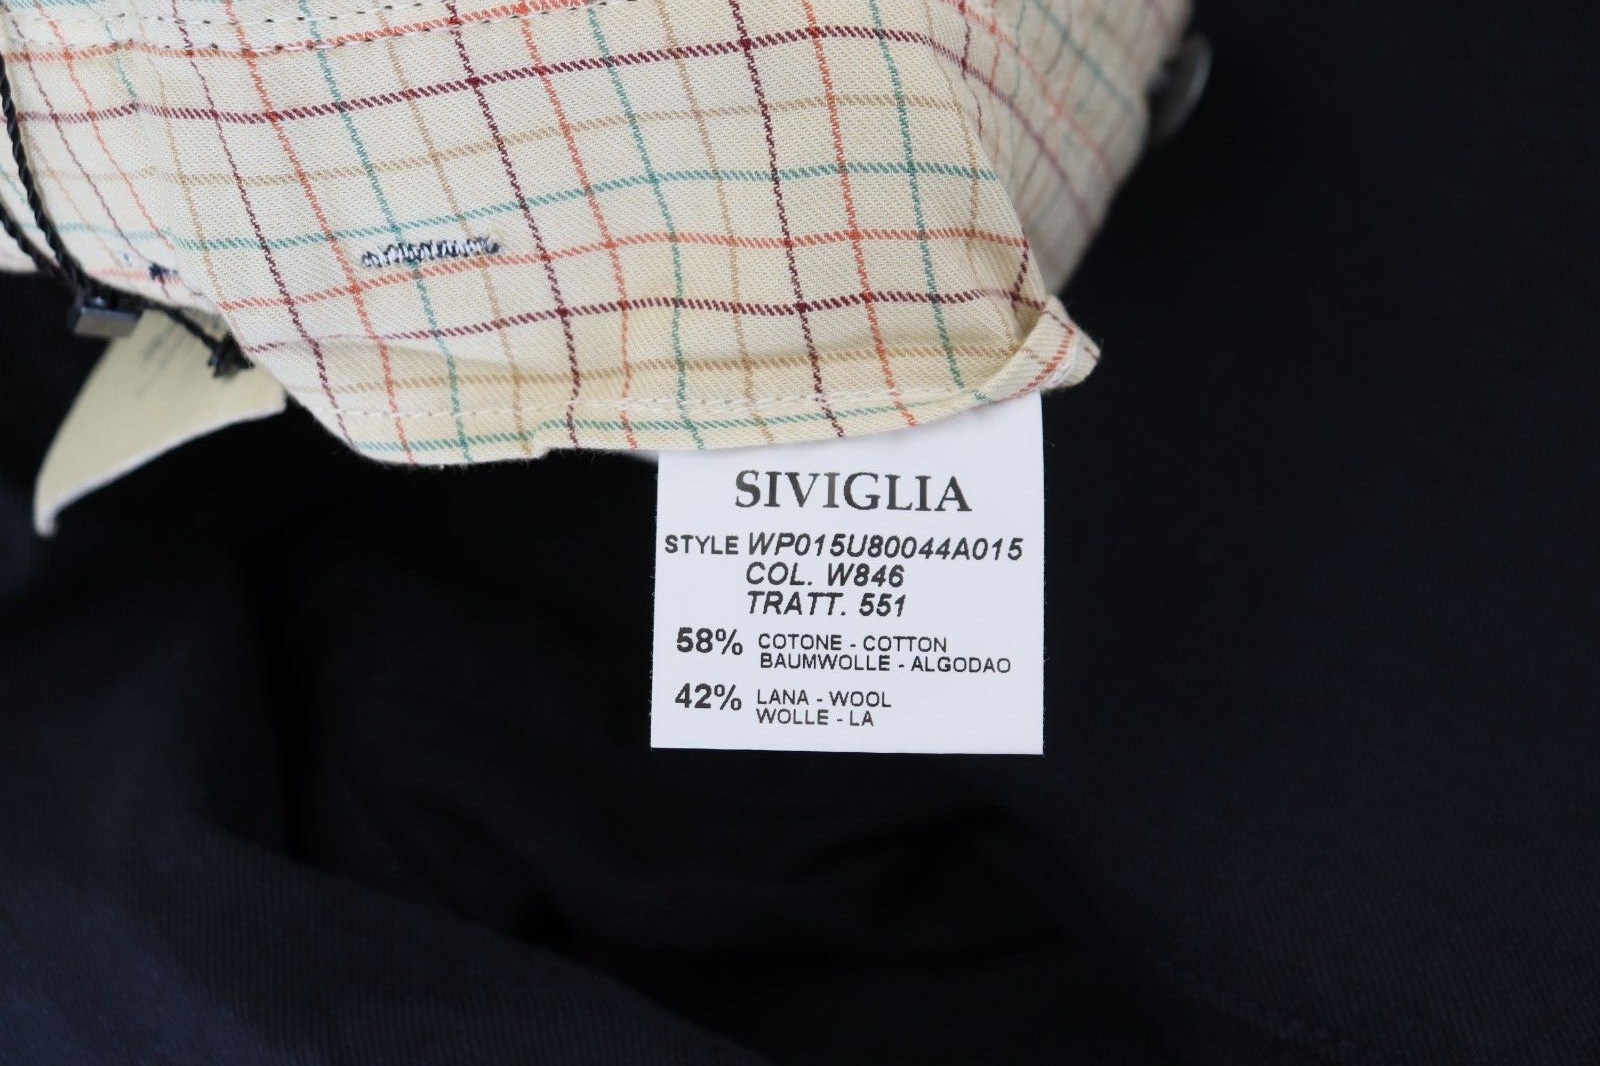 SIVIGLIA
STYLE WP015U80044A015
COL. W846
TRATT. 551
58% COTONE - COTTON
BAUMWOLLE - ALGODAO
42% LANA - WOOL
WOLLE - LA